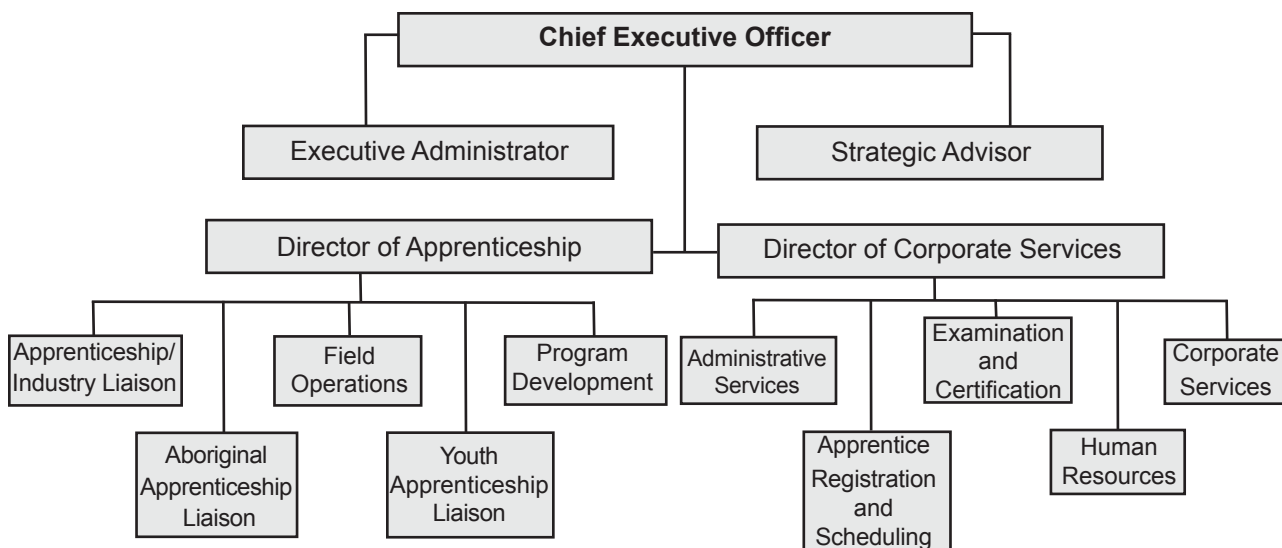 Chief Executive Officer
Executive Administrator
Strategic Advisor
Director of Apprenticeship
Director of Corporate Services
Apprenticeship/
Industry Liaison
Aboriginal
Apprenticeship
Liaison
Field
Operations
Youth
Apprenticeship
Liaison
Program
Development
Administrative
Services
Apprentice
Registration
and
Scheduling
Examination
and
Certification
Human
Resources
Corporate
Services